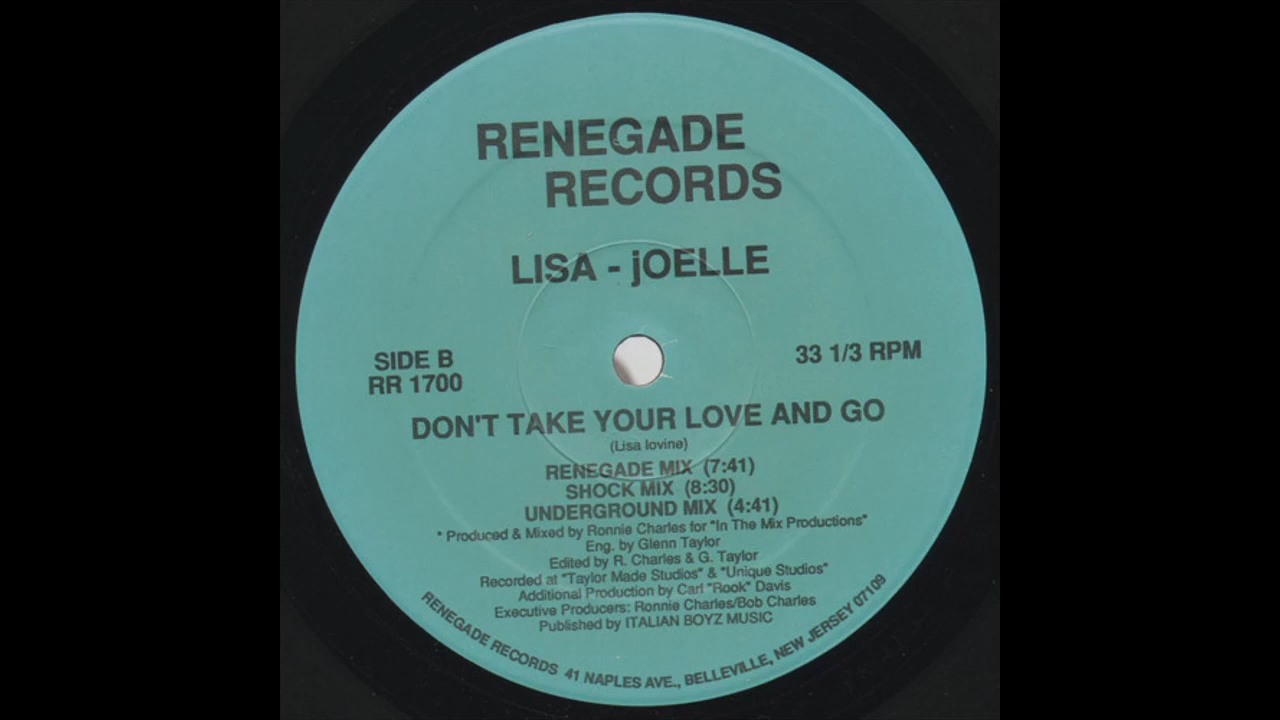 RENEGADE
RECORDS
LISA - jOELLE
SIDE B
RR 1700
33 1/3 RPM
DON'T TAKE YOUR LOVE AND GO
(Lisa Iovine)
RENEGADE MIX (7:41)
SHOCK MIX (8:30)
UNDERGROUND MIX (4:41)
* Produced & Mixed by Ronnie Charles for "In The Mix Productions"
Eng. by Glenn Taylor
Edited by R. Charles & G. Taylor
Recorded at "Taylor Made Studios" & "Unique Studios"
Additional Production by Carl "Rook" Davis
Executive Producers: Ronnie Charles/Bob Charles
Published by ITALIAN BOYZ MUSIC
RENEGADE RECORDS 41 NAPLES AVE., BELLEVILLE, NEW JERSEY 07109